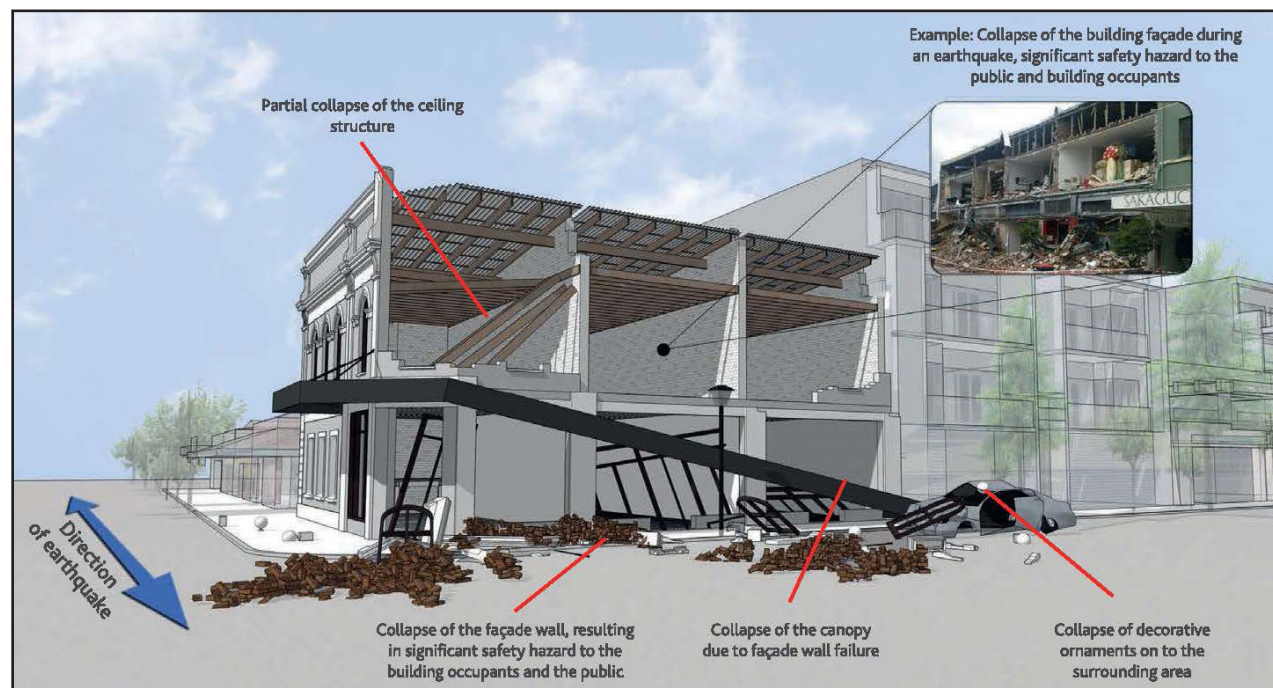 Example: Collapse of the building façade during
an earthquake, significant safety hazard to the
public and building occupants
Partial collapse of the ceiling
structure
SAKAGUC
Direction
of earthquake
Collapse of the façade wall, resulting
in significant safety hazard to the
building occupants and the public
Collapse of the canopy
due to façade wall failure
Collapse of decorative
ornaments on to the
surrounding area